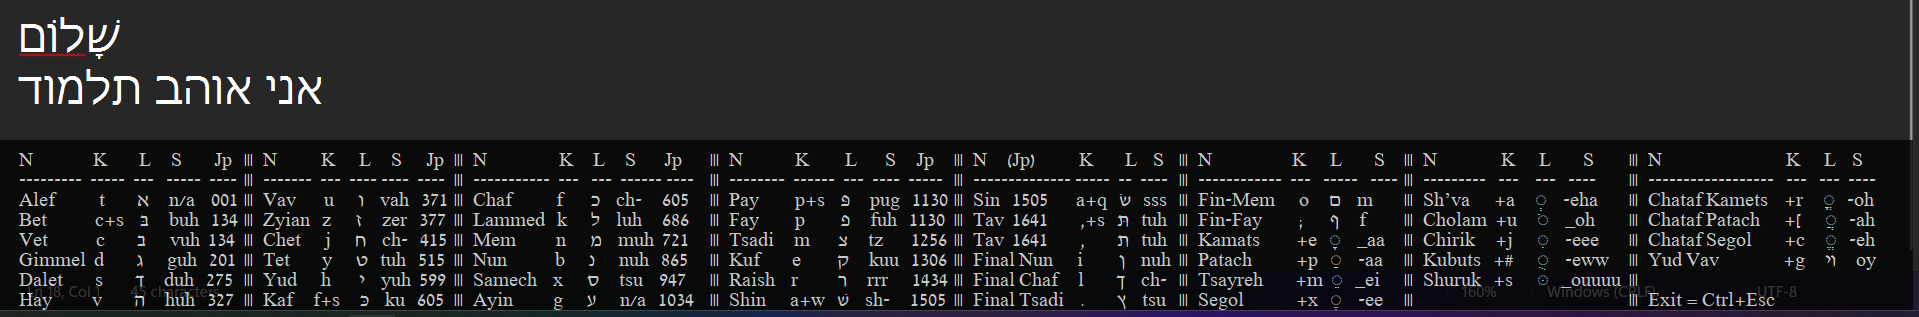 שָׁלוֹם
אני אוהב תלמוד
N K L S Jp ||| N K L S Jp ||| N K L S Jp ||| N K L S Jp ||| N (Jp) K L S ||| N K L S ||| N K L S ||| N K L S
Alef t א n/a 001 ||| Vav u ו vah 371 ||| Chaf f כ ch- 605 ||| Pay p+s פּ pug 1130 ||| Sin 1505 a+q שׂ sss ||| Fin-Mem o ם m ||| Sh’va +a ְ -eha ||| Chataf Kamets +r ֳ -oh
Bet c+s בּ buh 134 ||| Zyian z ז zer 377 ||| Lammed k ל luh 686 ||| Fay p פ fuh 1130 ||| Tav 1641 ,+s תּ tuh ||| Fin-Fay ; ף f ||| Cholam +u ֹ _oh ||| Chataf Patach +[ ֲ -ah
Vet c ב vuh 134 ||| Chet j ח ch- 415 ||| Mem n מ muh 721 ||| Tsadi m צ tz 1256 ||| Tav 1641 , ת tuh ||| Kamats +e ָ _aa ||| Chirik +j ִ -eee ||| Chataf Segol +c ֱ -eh
Gimmel d ג guh 201 ||| Tet y ט tuh 515 ||| Nun b נ nuh 865 ||| Kuf e ק kuu 1306 ||| Final Nun i ן nuh ||| Patach +p ַ -aa ||| Kubuts +# ֻ -eww ||| Yud Vav +g וי oy
Dalet s ד duh 275 ||| Yud h י yuh 599 ||| Samech x ס tsu 947 ||| Raish r ר rrr 1434 ||| Final Chaf l ך ch- ||| Tsayreh +m ֵ _ei ||| Shuruk +s ּ _ouuuu |||
Hay v ה huh 327 ||| Kaf f+s כּ ku 605 ||| Ayin g ע n/a 1034 ||| Shin a+w שׁ sh- 1505 ||| Final Tsadi . ץ tsu ||| Segol +x ֶ -ee ||| ||| Exit = Ctrl+Esc
Ln 18, Col 1 45 characters 160% Windows (CRLF) UTF-8